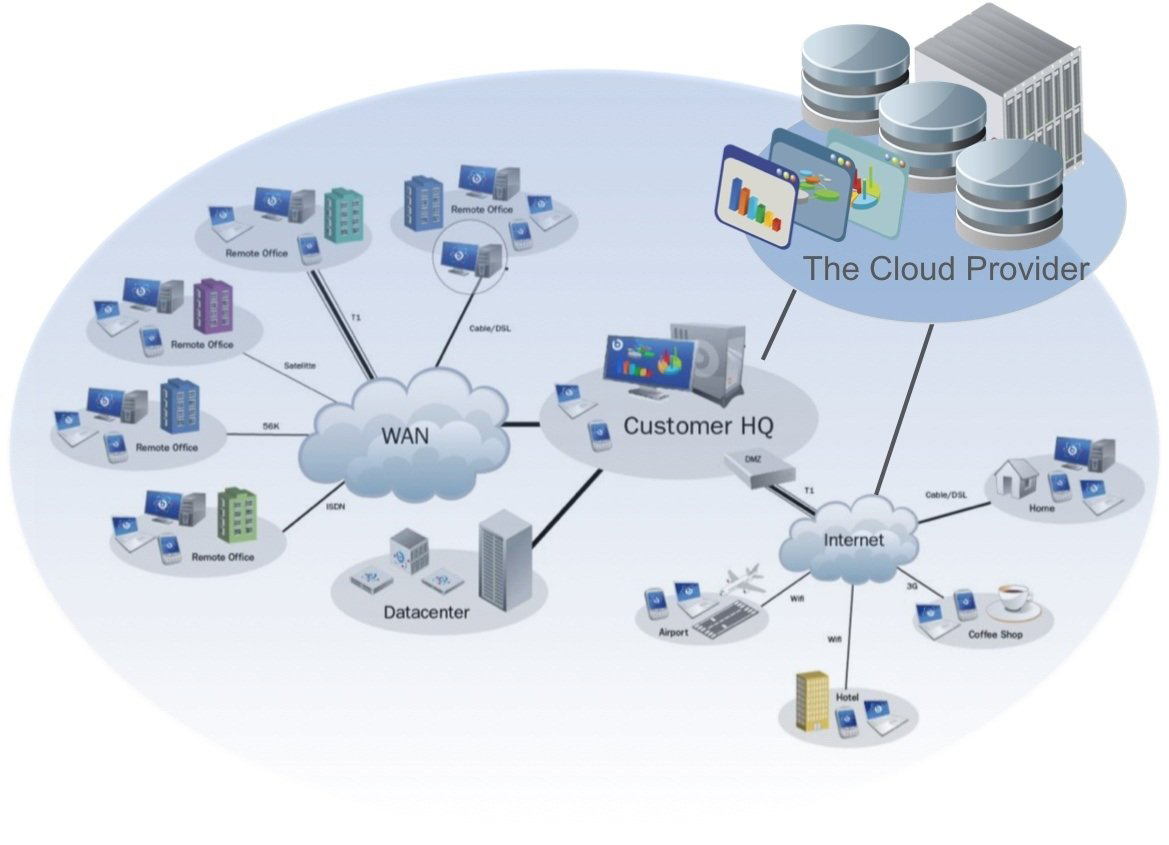 The Cloud Provider
Remote Office
Remote Office
T1
Cable/DSL
Remote Office
Satelitte
56K
Remote Office
WAN
Customer HQ
DMZ
T1
ISDN
Remote Office
Datacenter
Internet
Cable/DSL
Home
Wifi
3G
Airport
Coffee Shop
Wifi
Hotel